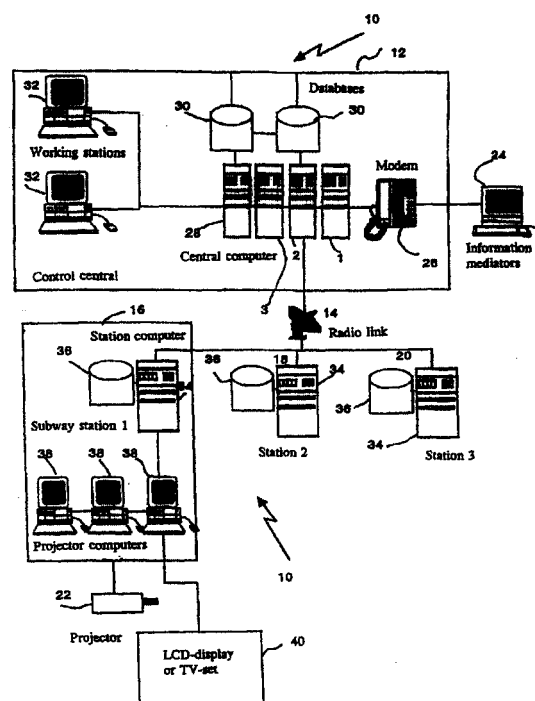 10
12
32
Databases
30
30
Working stations
32
Modem
24
28
Central computer
2
1
26
Information
mediators
Control central
3
14
Radio link
16
Station computer
36
36
18
34
20
36
34
Subway station 1
Station 2
Station 3
38
38
38
Projector computers
10
22
Projector
LCD-display
or TV-set
40